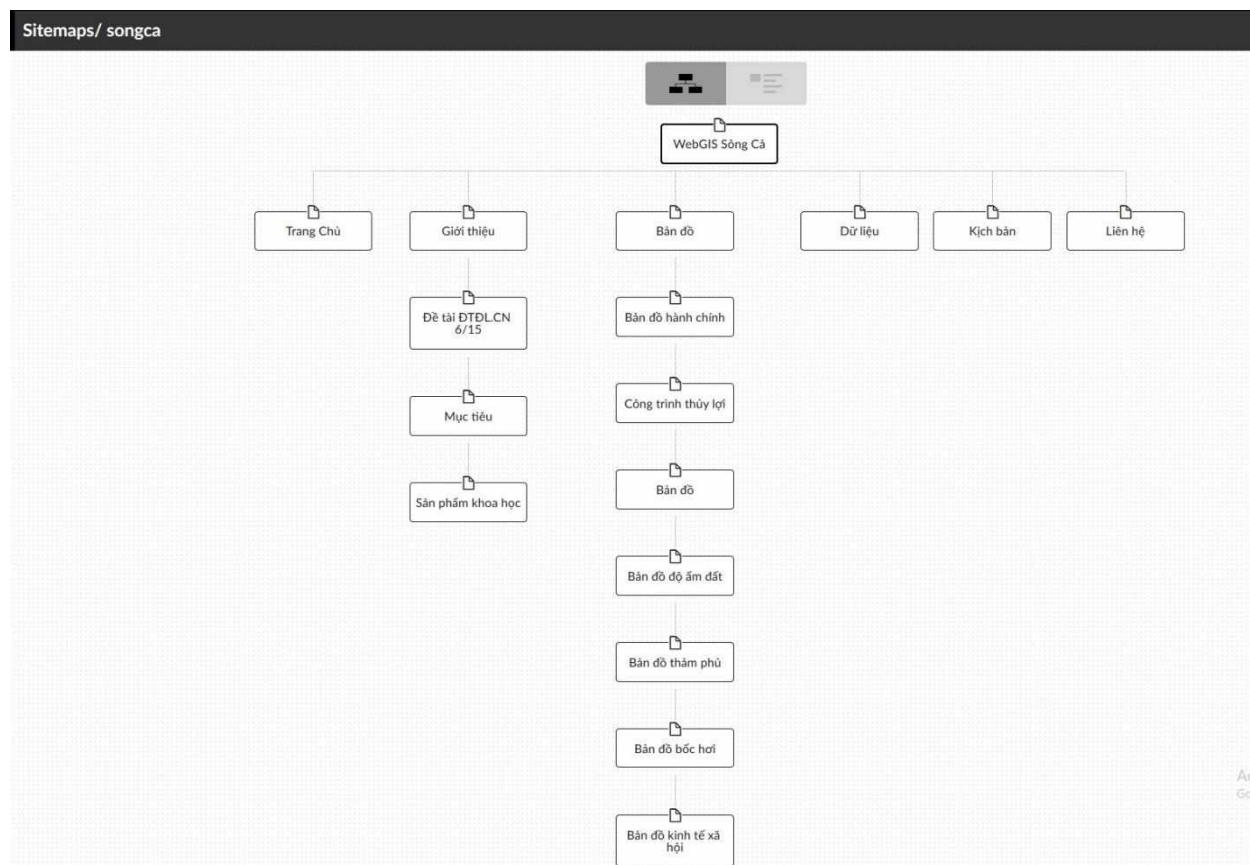 Sitemaps/ songca
WebGIS Sông Cả
Trang Chủ
Giới thiệu
Bản đồ
Dữ liệu
Kịch bản
Liên hệ
Đề tài ĐTĐL.CN
6/15
Mục tiêu
Sản phẩm khoa học
Bản đồ hành chính
Công trình thủy lợi
Bản đồ
Bản đồ độ ẩm đất
Bản đồ thảm phủ
Bản đồ bốc hơi
Bản đồ kinh tế xã
hội